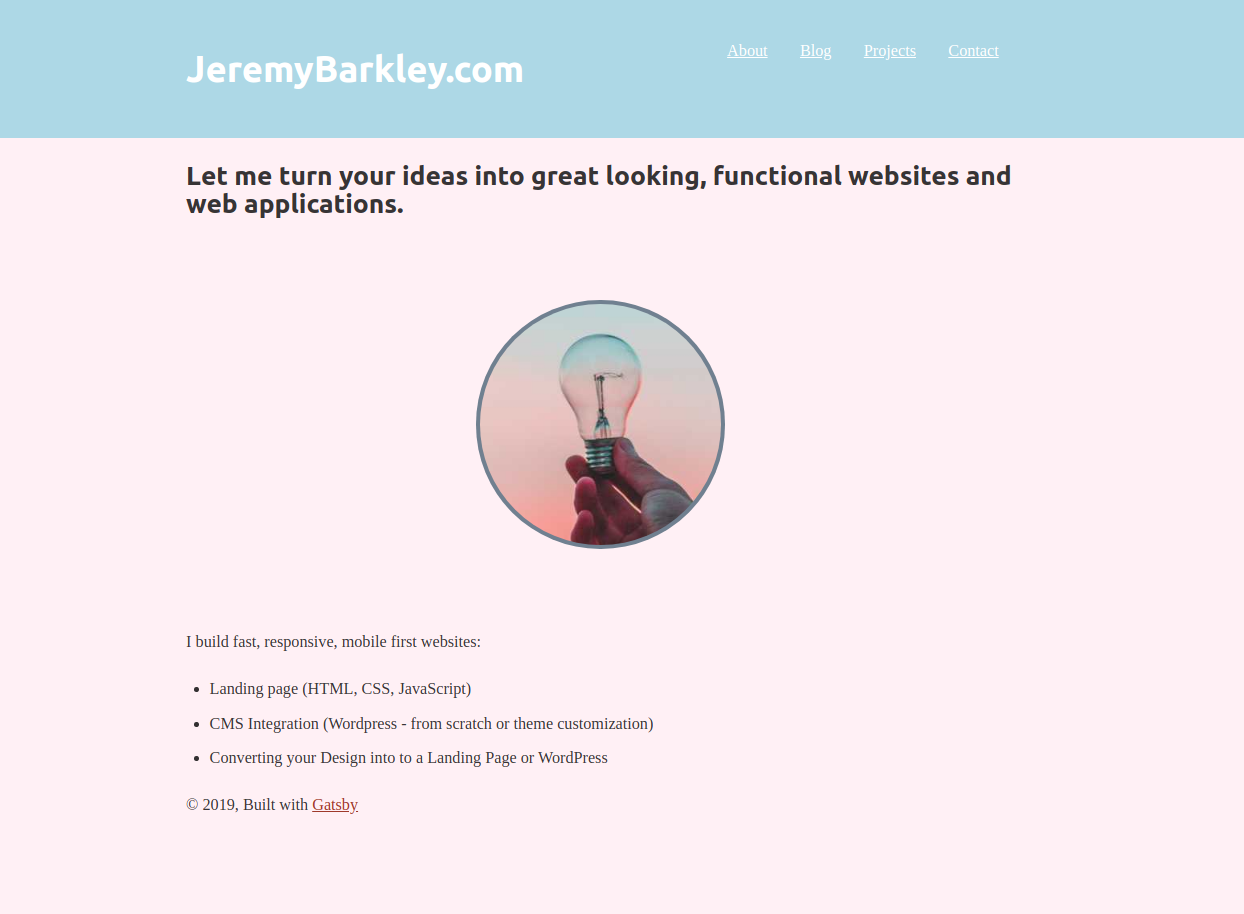 JeremyBarkley.com
About Blog Projects Contact
Let me turn your ideas into great looking, functional websites and
web applications.
I build fast, responsive, mobile first websites:
Landing page (HTML, CSS, JavaScript)
CMS Integration (Wordpress - from scratch or theme customization)
Converting your Design into to a Landing Page or WordPress
© 2019, Built with Gatsby